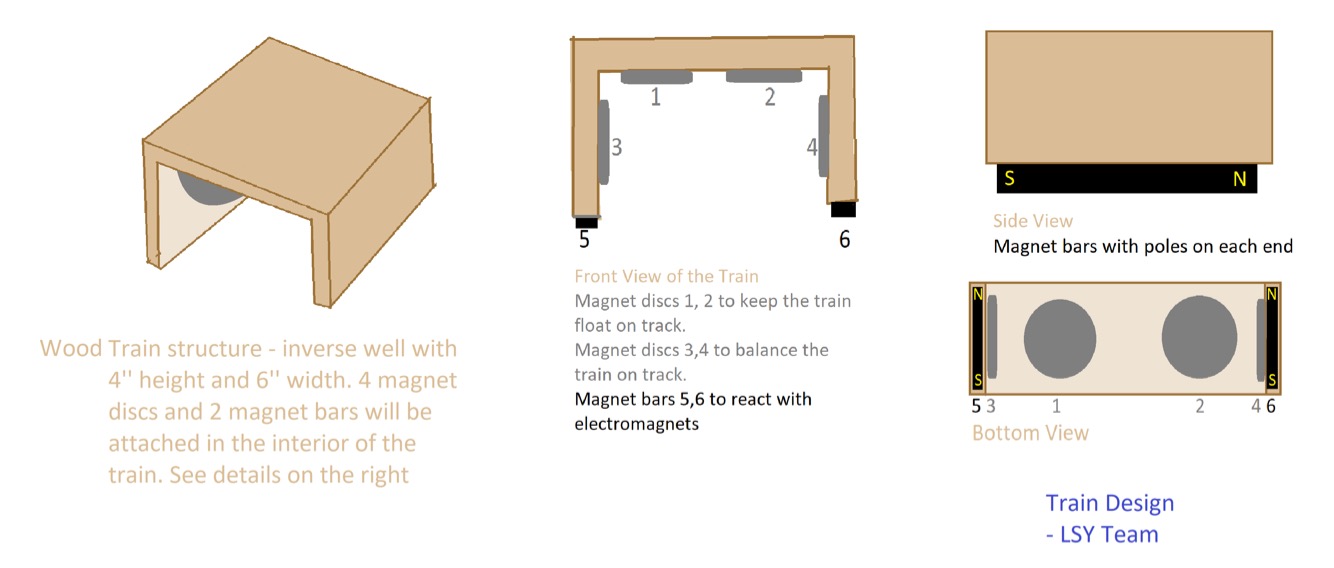 Wood Train structure - inverse well with
4'' height and 6'' width. 4 magnet
discs and 2 magnet bars will be
attached in the interior of the
train. See details on the right
1
2
3
4
5
6
Front View of the Train
Magnet discs 1, 2 to keep the train
float on track.
Magnet discs 3,4 to balance the
train on track.
Magnet bars 5,6 to react with
electromagnets
S N
Side View
Magnet bars with poles on each end
N N
S S
5 3 1 2 4 6
Bottom View
Train Design
- LSY Team